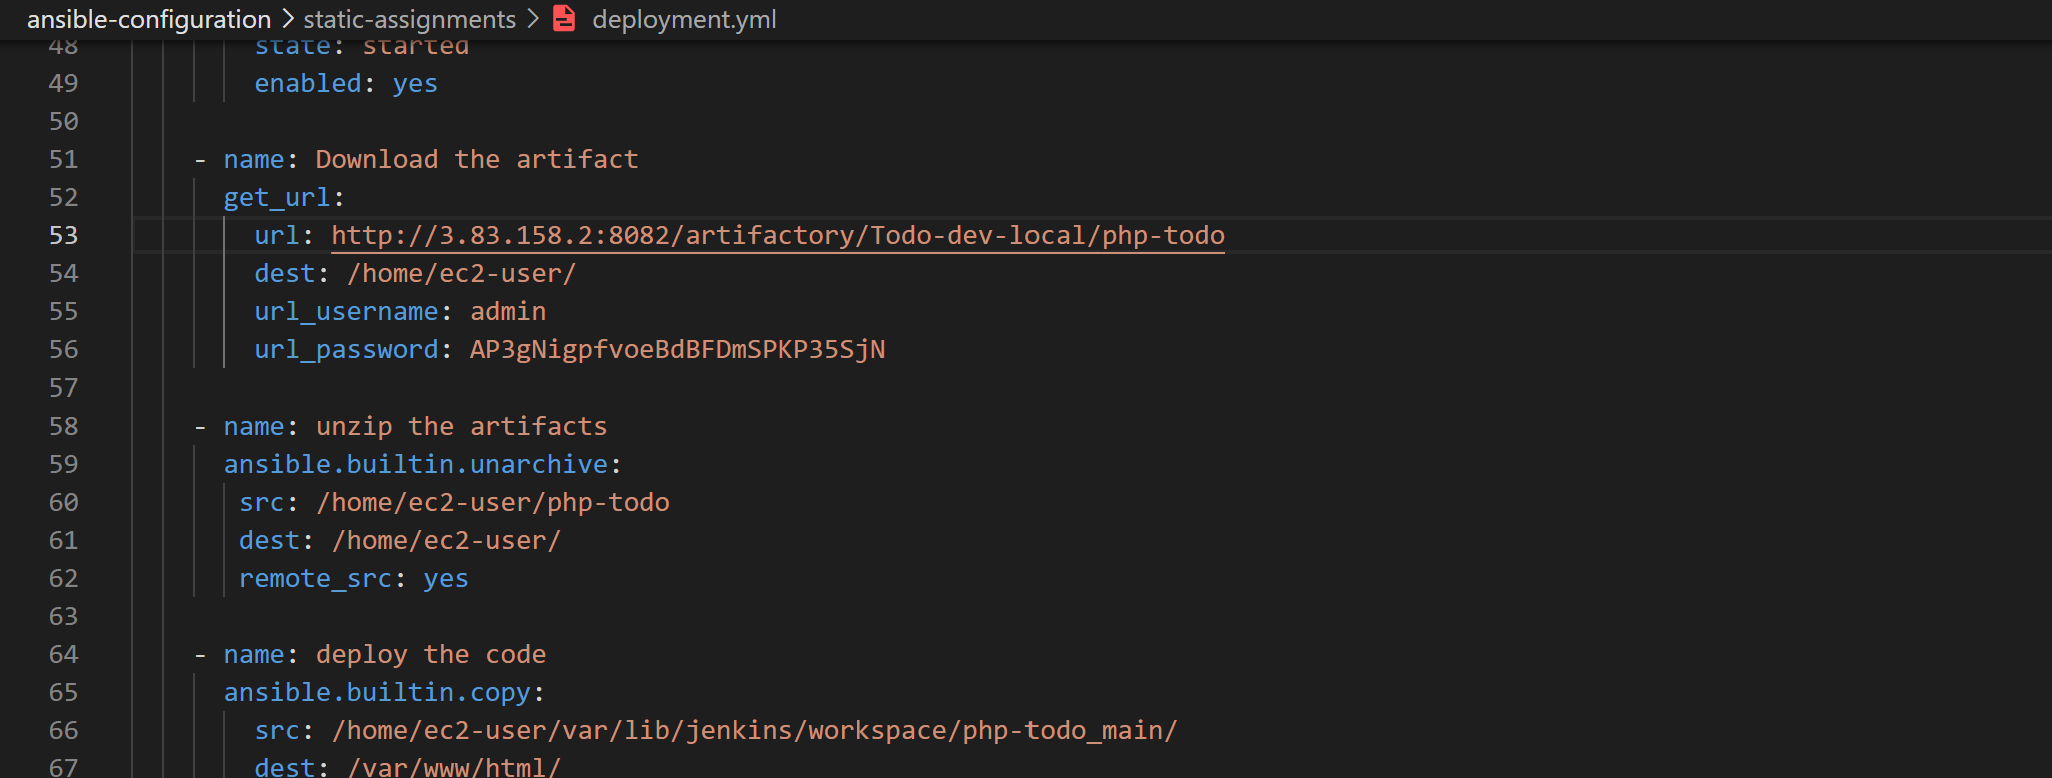 ansible-configuration > static-assignments > deployment.yml
48 state: started
49 enabled: yes
50
51 - name: Download the artifact
52 get_url:
53 url: http://3.83.158.2:8082/artifactory/Todo-dev-local/php-todo
54 dest: /home/ec2-user/
55 url_username: admin
56 url_password: AP3gNigpfvoeBdBFDmSPKP35SjN
57
58 - name: unzip the artifacts
59 ansible.builtin.unarchive:
60 src: /home/ec2-user/php-todo
61 dest: /home/ec2-user/
62 remote_src: yes
63
64 - name: deploy the code
65 ansible.builtin.copy:
66 src: /home/ec2-user/var/lib/jenkins/workspace/php-todo_main/
67 dest: /var/www/html/